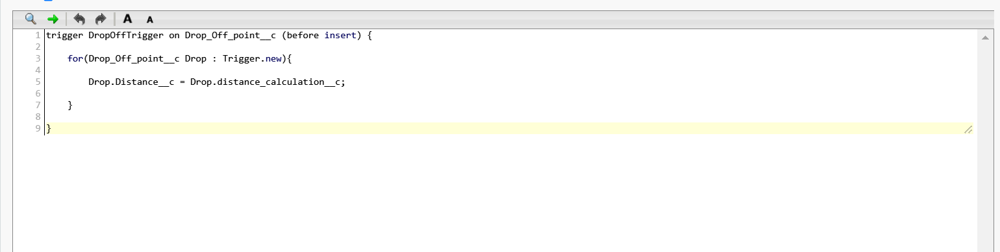 A A
1 trigger DropOffTrigger on Drop_Off_point__c (before insert) {
2
3 for(Drop_Off_point__c Drop : Trigger.new){
4
5 Drop.Distance__c = Drop.distance_calculation__c;
6
7 }
8
9 }